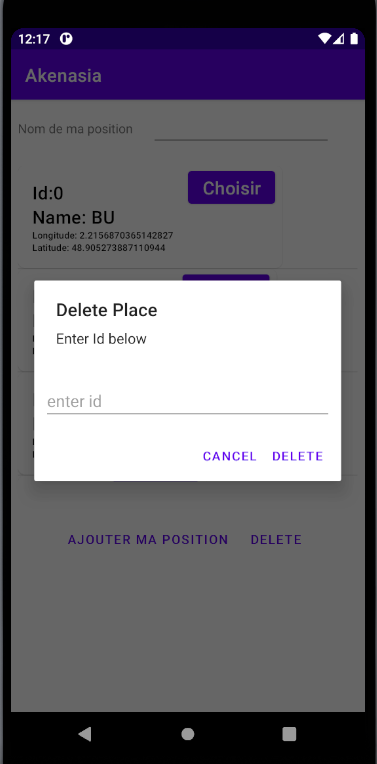 12:17
Akenasia
Nom de ma position
Id:0
Choisir
Name: BU
Longitude: 2.2156870365142827
Latitude: 48.905273887110944
Delete Place
Enter Id below
enter id
CANCEL DELETE
AJOUTER MA POSITION DELETE